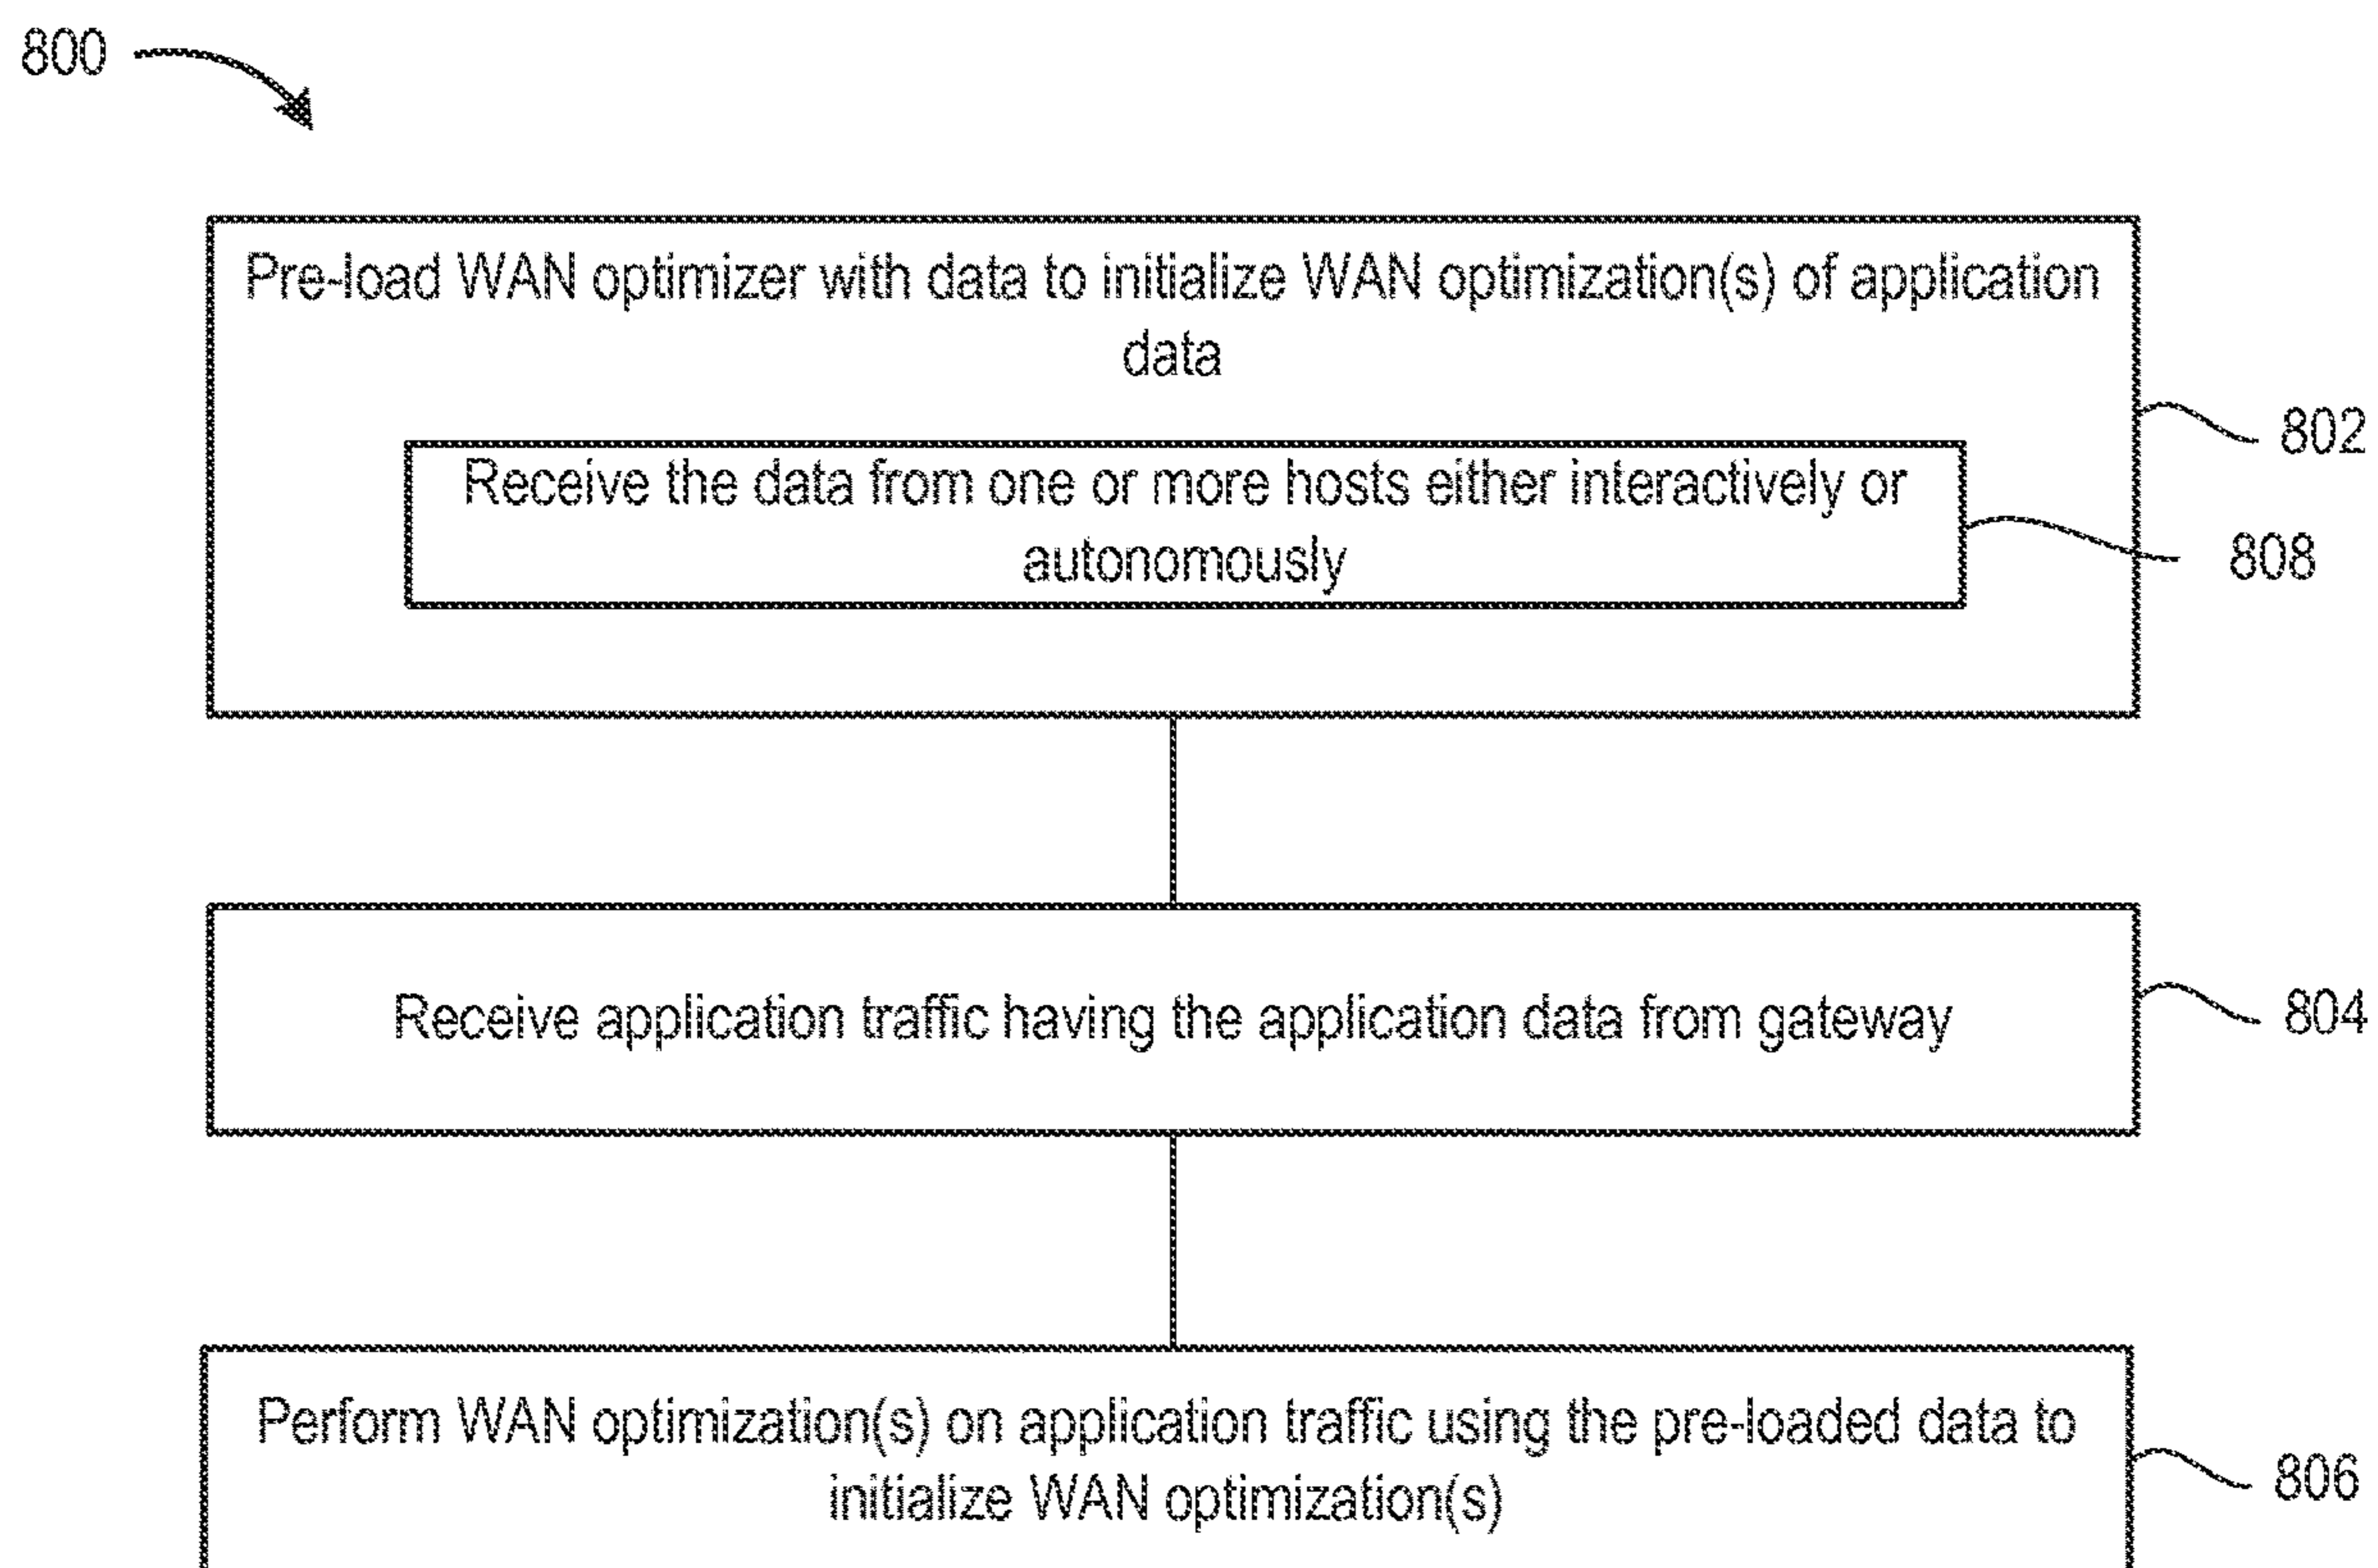 800
Pre-load WAN optimizer with data to initialize WAN optimization(s) of application
data
802
Receive the data from one or more hosts either interactively or
autonomously
808
Receive application traffic having the application data from gateway
804
Perform WAN optimization(s) on application traffic using the pre-loaded data to
initialize WAN optimization(s)
806